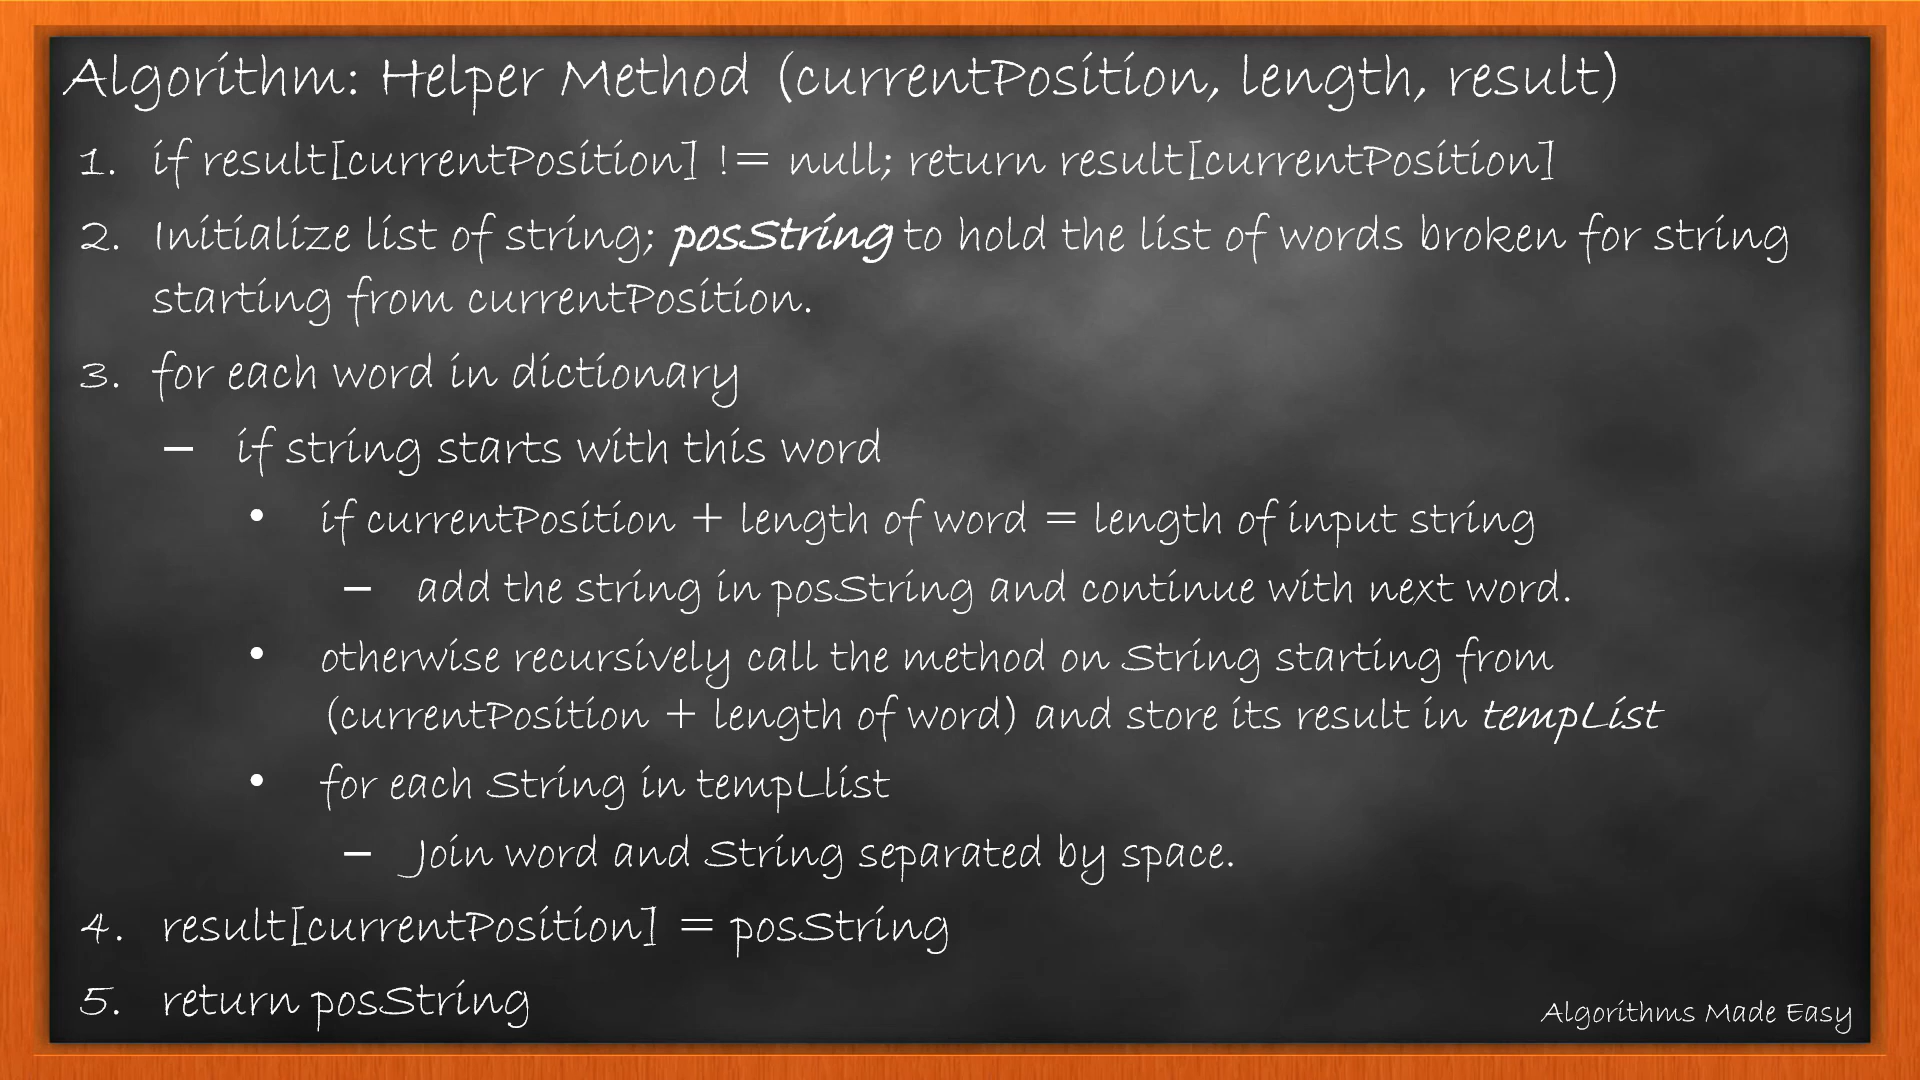 Algorithm: Helper Method (currentPosition, length, result)
1. if result[currentPosition] != null; return result[currentPosition]
2. Initialize list of string; posString to hold the list of words broken for string
starting from currentPosition.
3. for each word in dictionary
– if string starts with this word
• if currentPosition + length of word = length of input string
– add the string in posString and continue with next word.
• otherwise recursively call the method on String starting from
(currentPosition + length of word) and store its result in tempList
• for each String in tempLlist
– Join word and String separated by space.
4. result[currentPosition] = posString
5. return posString
Algorithms Made Easy